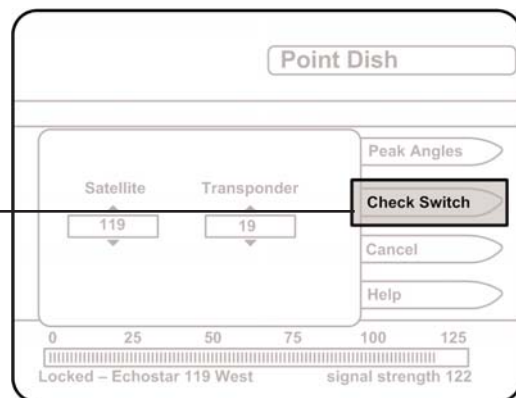 Point Dish
Peak Angles
Satellite Transponder
Check Switch
119 19
Cancel
Help
0 25 50 75 100 125
Locked – Echostar 119 West signal strength 122